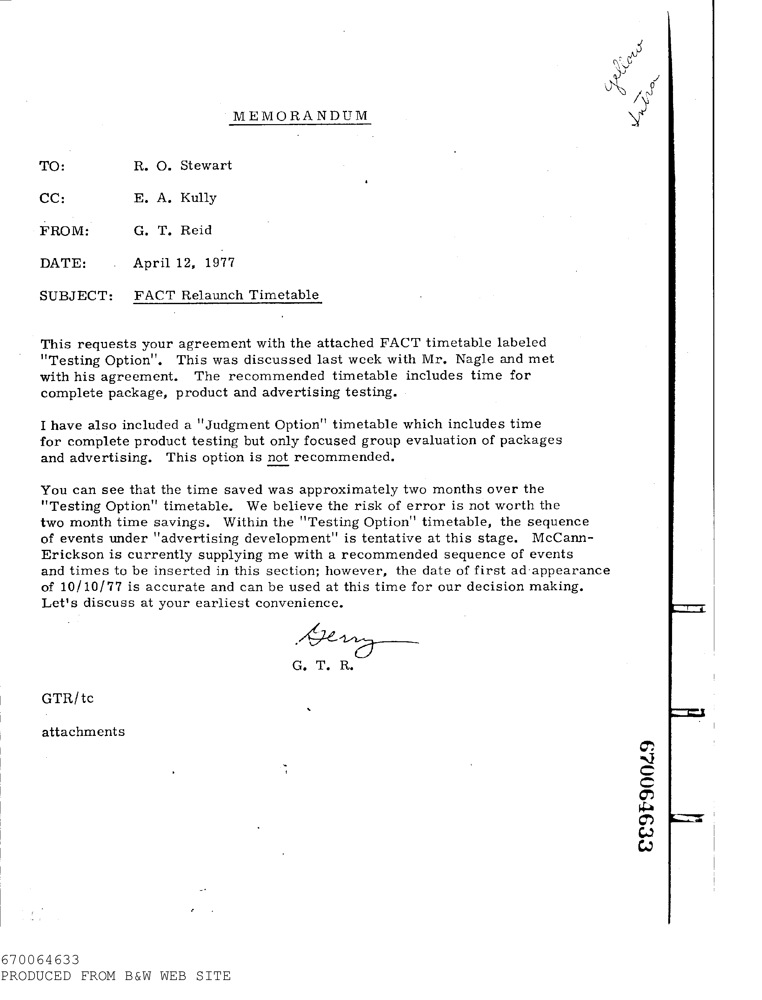 yellow
Intra
MEMORANDUM
TO: R. O. Stewart
CC: E. A. Kully
FROM: G. T. Reid
DATE: April 12, 1977
SUBJECT: FACT Relaunch Timetable
This requests your agreement with the attached FACT timetable labeled
"Testing Option". This was discussed last week with Mr. Nagle and met
with his agreement. The recommended timetable includes time for
complete package, product and advertising testing.
I have also included a "Judgment Option" timetable which includes time
for complete product testing but only focused group evaluation of packages
and advertising. This option is not recommended.
You can see that the time saved was approximately two months over the
"Testing Option" timetable. We believe the risk of error is not worth the
two month time savings. Within the "Testing Option" timetable, the sequence
of events under "advertising development" is tentative at this stage. McCann-
Erickson is currently supplying me with a recommended sequence of events
and times to be inserted in this section; however, the date of first ad appearance
of 10/10/77 is accurate and can be used at this time for our decision making.
Let's discuss at your earliest convenience.
Gerry
G. T. R.
GTR/tc
attachments
670064633
670064633
PRODUCED FROM B&W WEB SITE